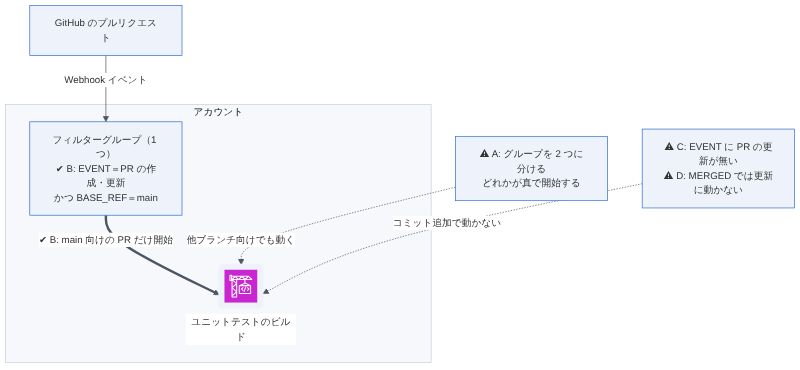 GitHub のプルリクエス
ト
Webhook イベント
アカウント
フィルターグループ（1
つ）
✔ B: EVENT＝PR の作
成・更新
かつ BASE_REF＝main
⚠ A: グループを 2 つに
分ける
どれかが真で開始する
⚠ C: EVENT に PR の更
新が無い
⚠ D: MERGED では更新
に動かない
コミット追加で動かない
✔ B: main 向けの PR だけ開始
他ブランチ向けでも動く
ユニットテストのビル
ド